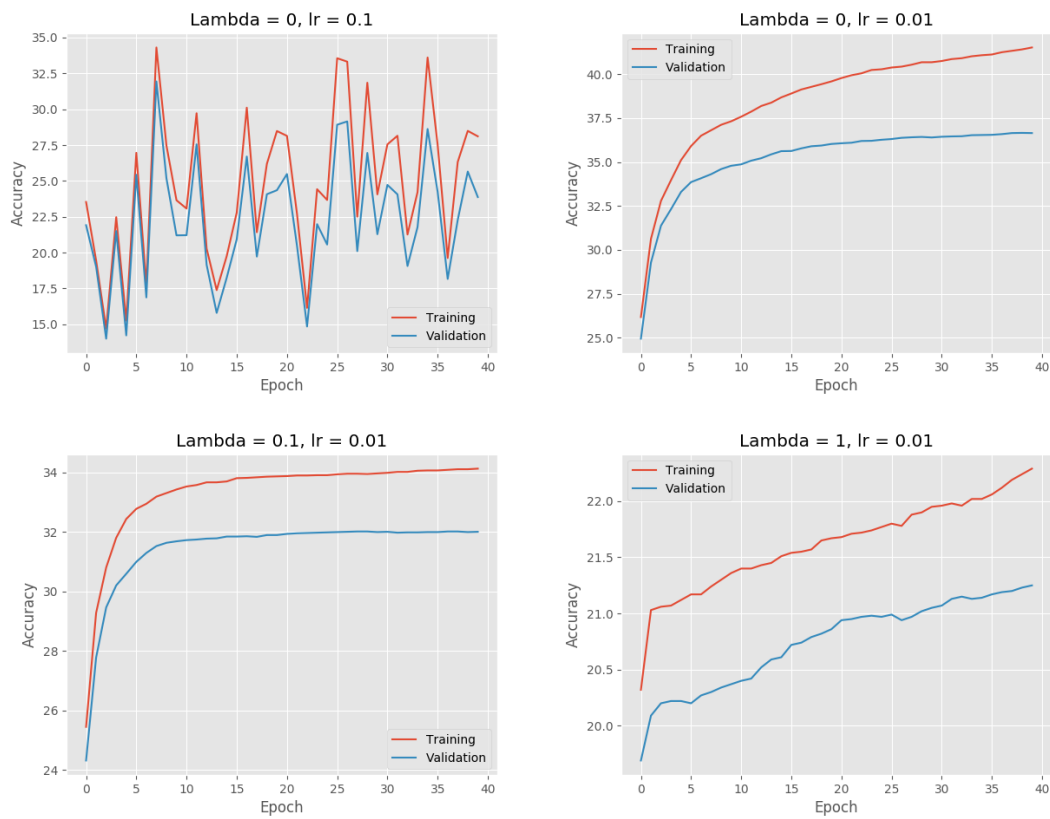 Lambda = 0, lr = 0.1
Accuracy
35.0
32.5
30.0
27.5
25.0
22.5
20.0
17.5
15.0
Training
Validation
0 5 10 15 20 25 30 35 40
Epoch
Lambda = 0, lr = 0.01
Accuracy
40.0
37.5
35.0
32.5
30.0
27.5
25.0
Training
Validation
0 5 10 15 20 25 30 35 40
Epoch
Lambda = 0.1, lr = 0.01
Accuracy
34
32
30
28
26
24
Training
Validation
0 5 10 15 20 25 30 35 40
Epoch
Lambda = 1, lr = 0.01
Accuracy
22.0
21.5
21.0
20.5
20.0
Training
Validation
0 5 10 15 20 25 30 35 40
Epoch